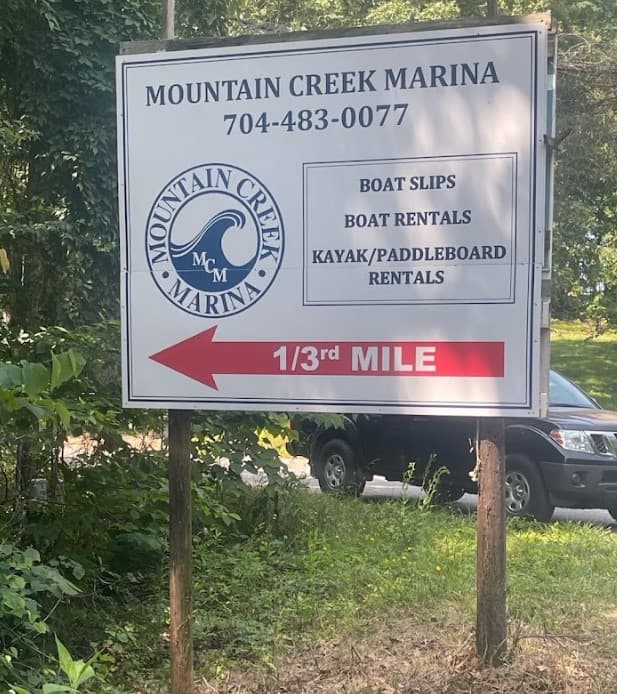 MOUNTAIN CREEK MARINA
704-483-0077
MOUNTAIN CREEK
MCM
MARINA
BOAT SLIPS
BOAT RENTALS
KAYAK/PADDLEBOARD
RENTALS
1/3rd MILE